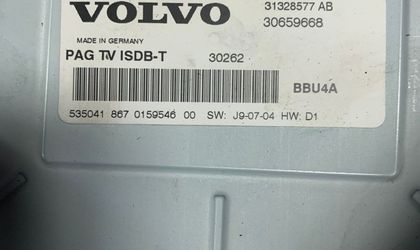 VOLVO
31328577 AB
30659668
MADE IN GERMANY
PAG TV ISDB-T 30262
BBU4A
535041 867 0159546 00 SW: J9-07-04 HW: D1